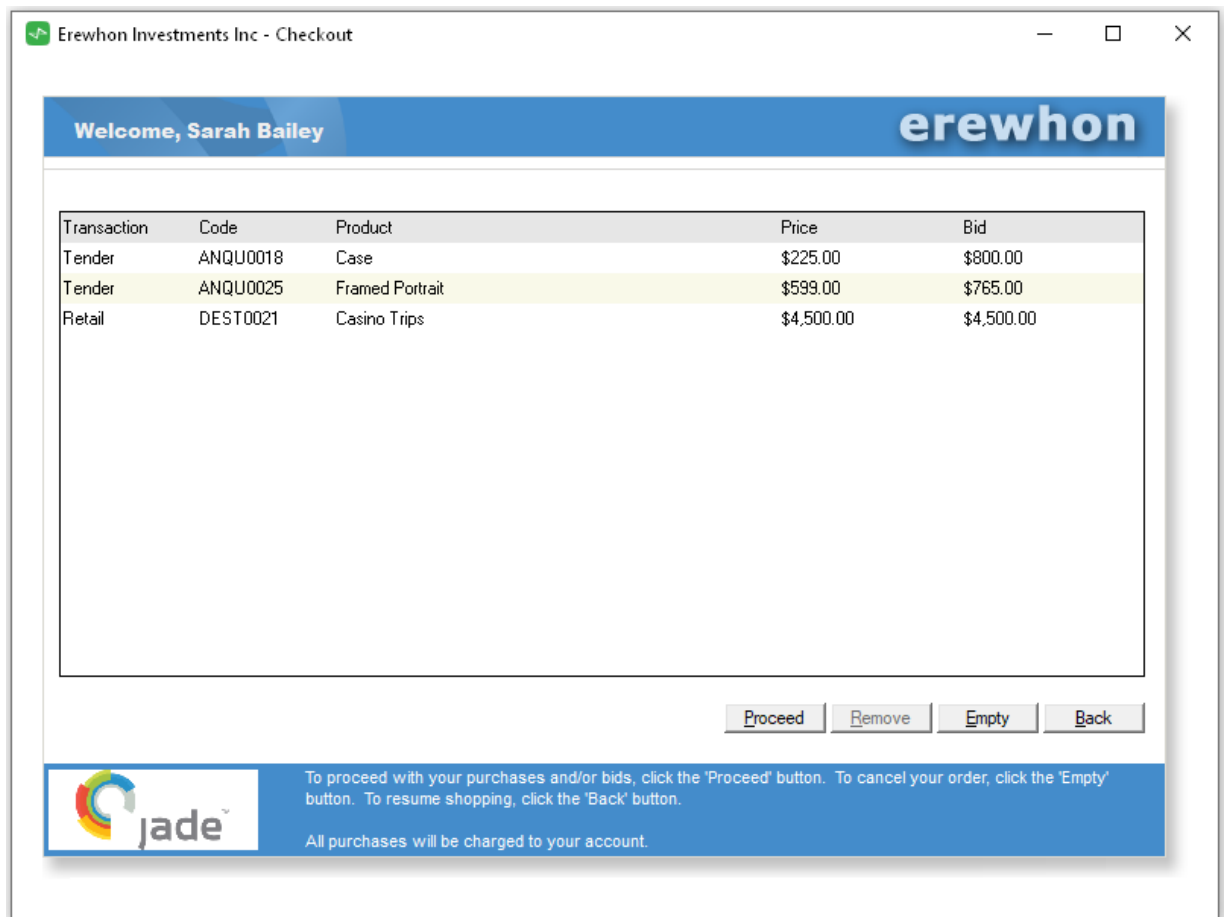 Erewhon Investments Inc - Checkout
Welcome, Sarah Bailey
erewhon
Transaction Code Product Price Bid
Tender ANQU0018 Case $225.00 $800.00
Tender ANQU0025 Framed Portrait $599.00 $765.00
Retail DEST0021 Casino Trips $4,500.00 $4,500.00
Proceed Remove Empty Back
To proceed with your purchases and/or bids, click the 'Proceed' button. To cancel your order, click the 'Empty'
button. To resume shopping, click the 'Back' button.
All purchases will be charged to your account.
jade™